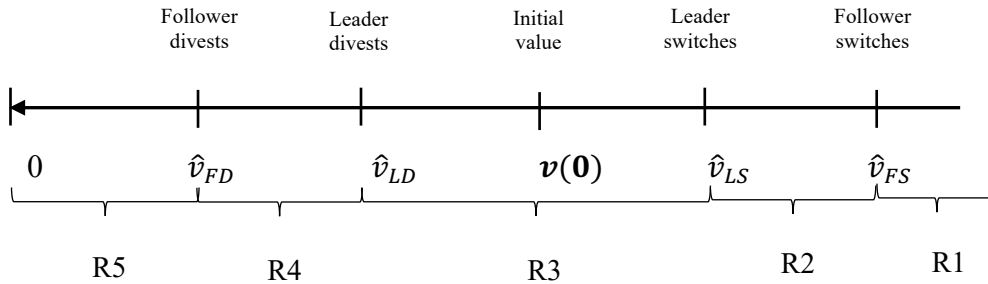 Follower divests
Leader divests
Initial value
Leader switches
Follower switches
0
v̂_FD
v̂_LD
v(0)
v̂_LS
v̂_FS
R5
R4
R3
R2
R1